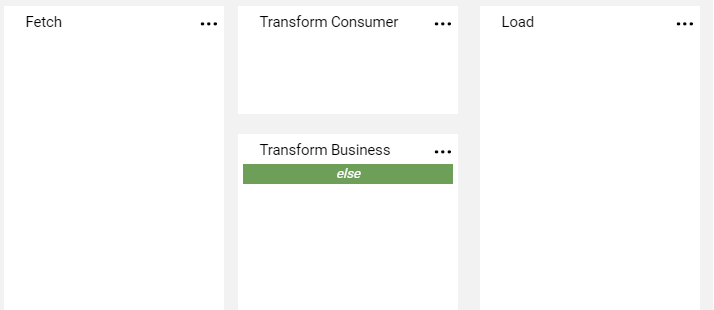 Fetch
Transform Consumer
Load
Transform Business
else